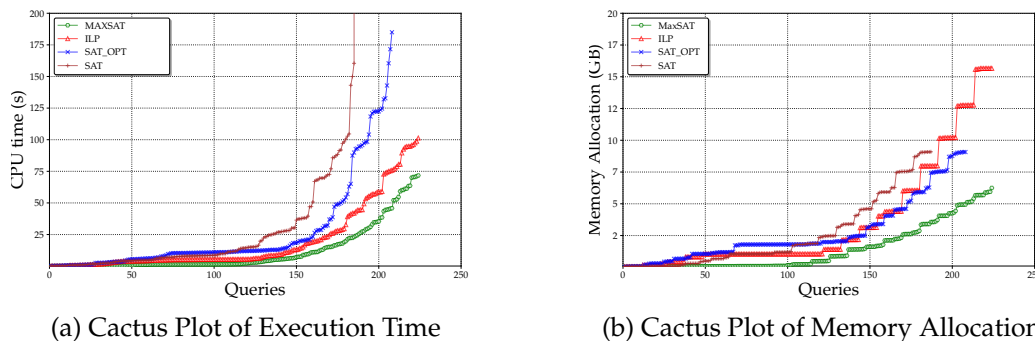 CPU time (s)
200
175
150
125
100
75
50
25
0
50
100
150
200
250
Queries
MAXSAT
ILP
SAT_OPT
SAT
(a) Cactus Plot of Execution Time
Memory Allocation (GB)
20
17
15
12
10
7
5
2
0
50
100
150
200
250
Queries
MaxSAT
ILP
SAT_OPT
SAT
(b) Cactus Plot of Memory Allocation